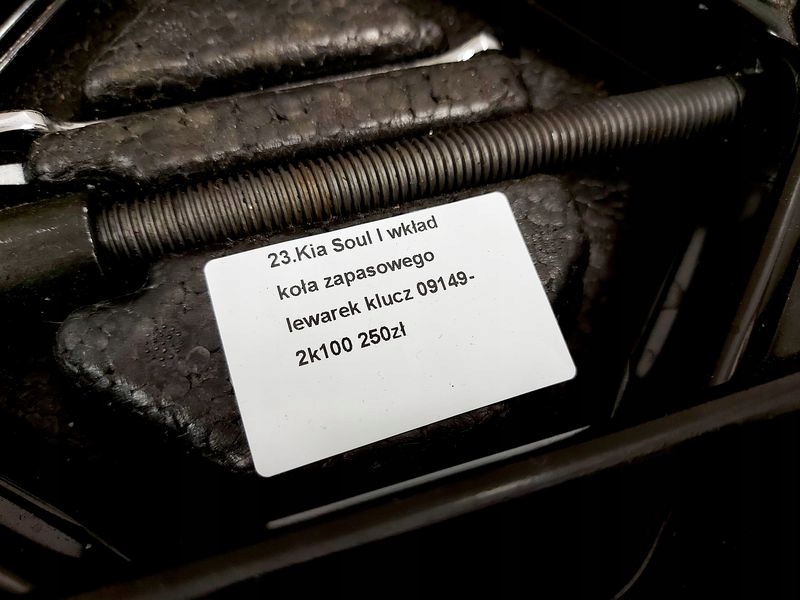 23.Kia Soul I wkład
koła zapasowego
lewarek klucz 09149-
2k100 250zł